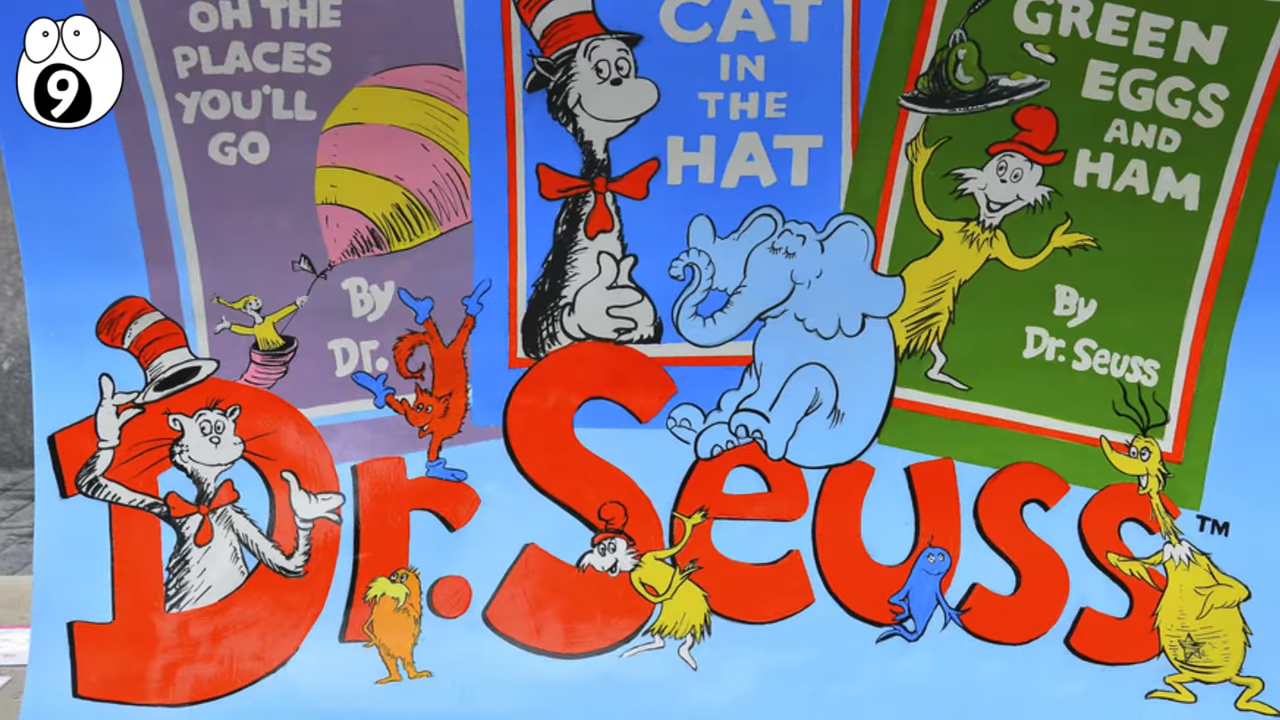 9
OH THE
PLACES
YOU'LL
GO
By
Dr.
CAT
IN
THE
HAT
GREEN
EGGS
AND
HAM
By
Dr. Seuss
Dr. Seuss
TM